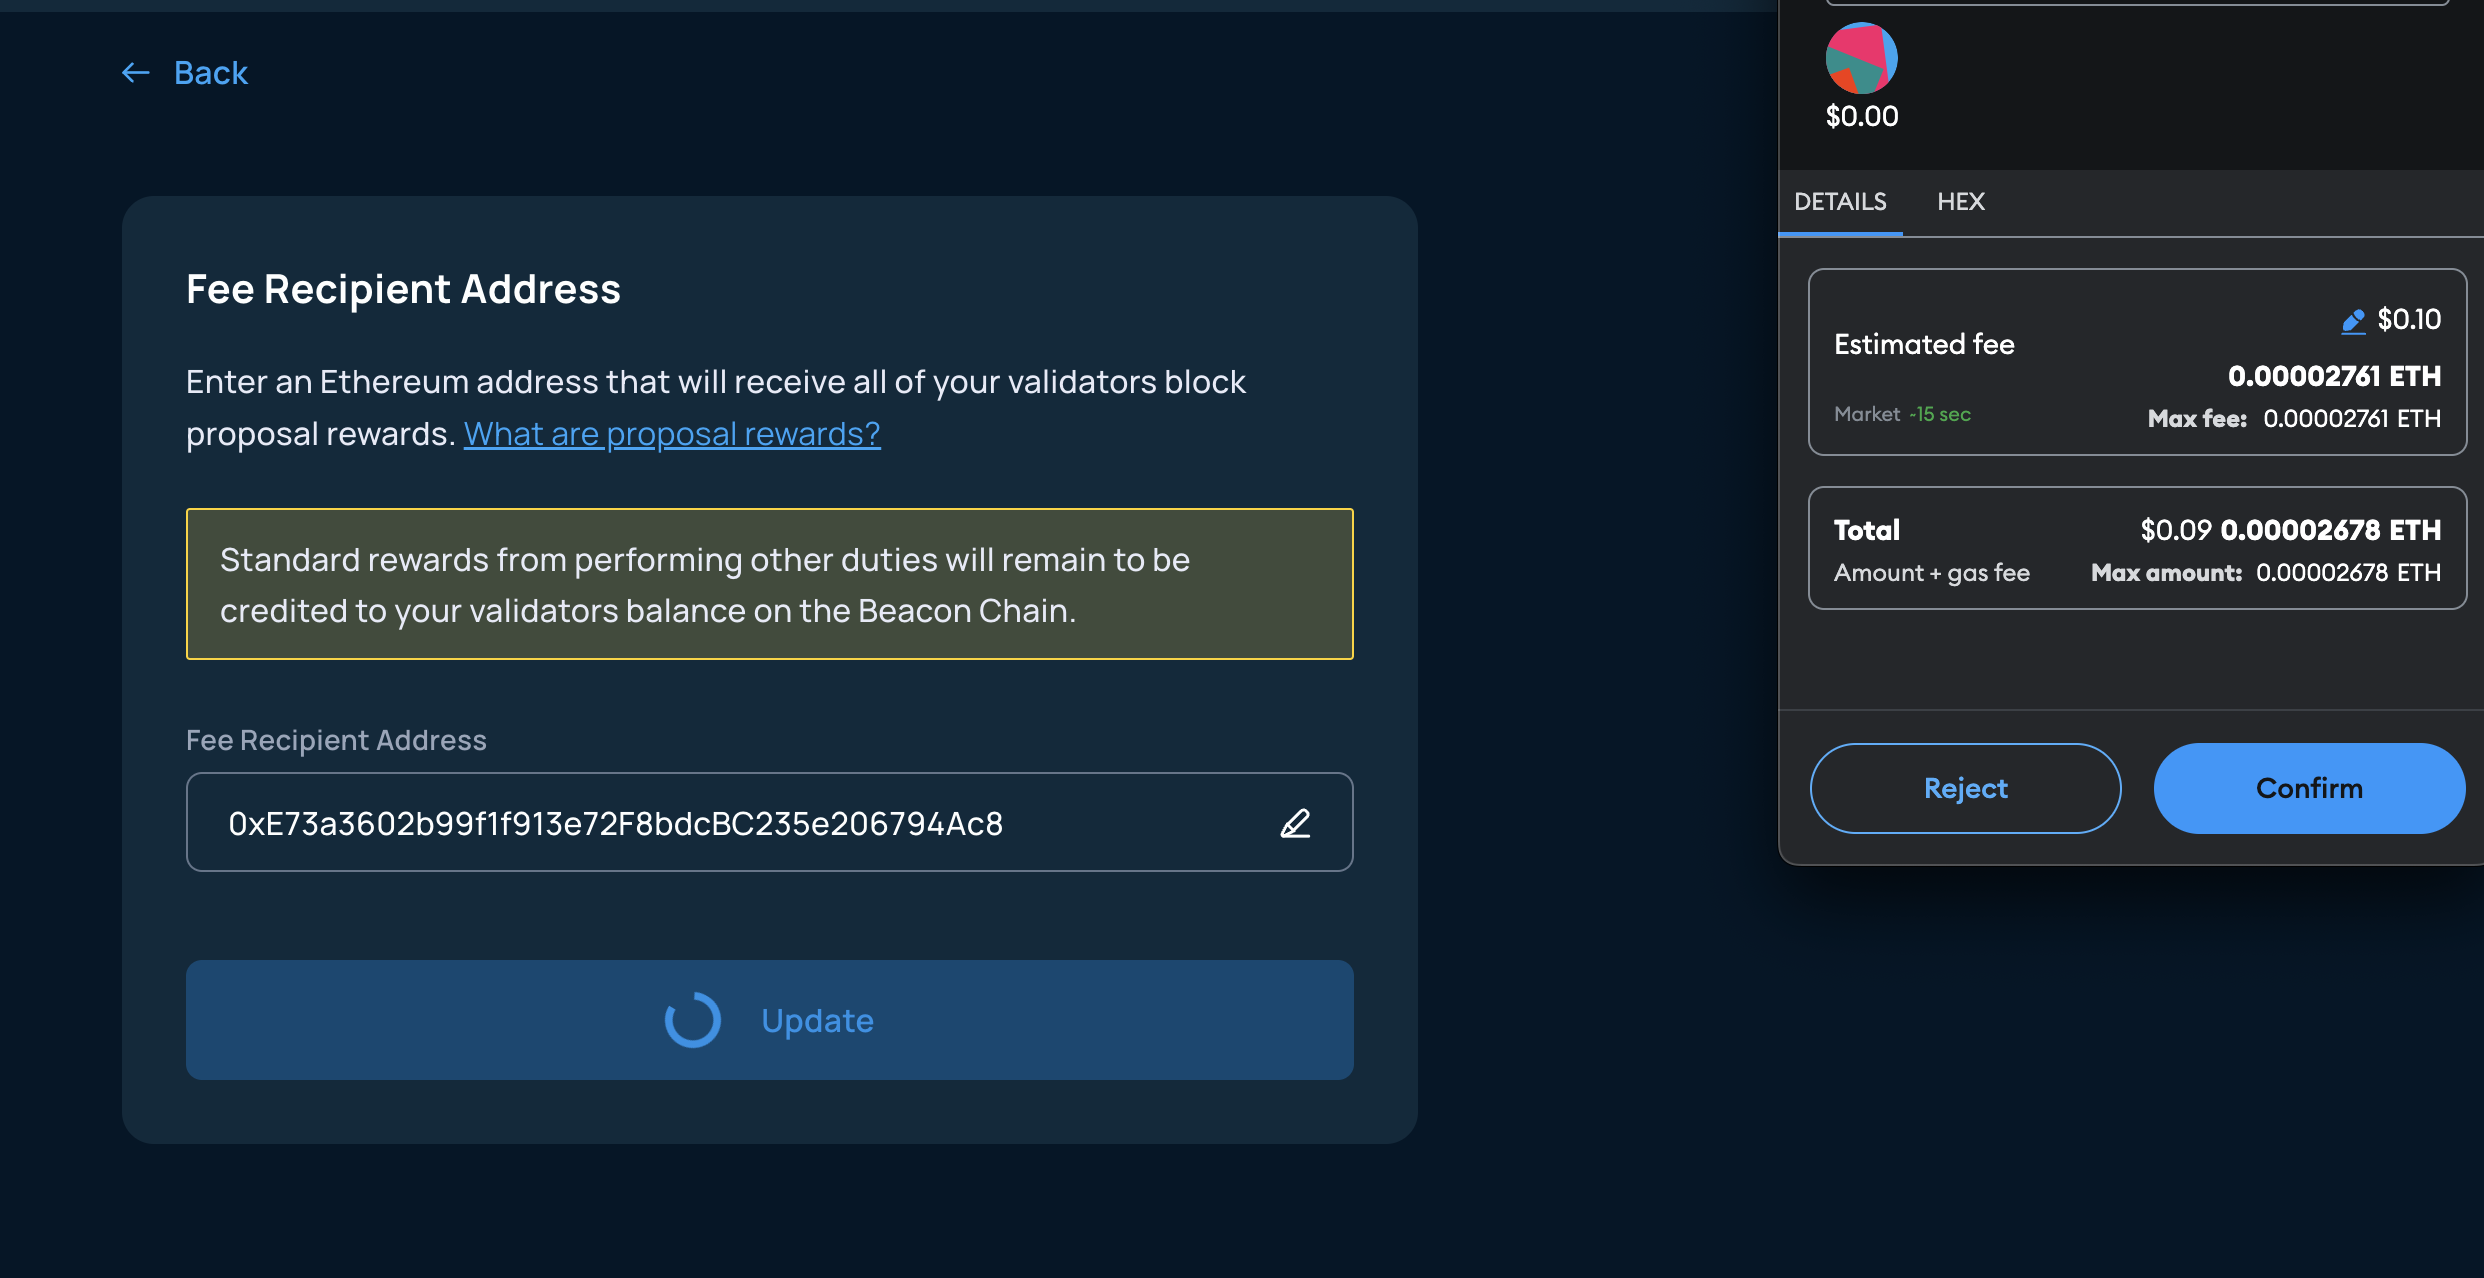 Back
Fee Recipient Address
Enter an Ethereum address that will receive all of your validators block
proposal rewards. What are proposal rewards?
Standard rewards from performing other duties will remain to be
credited to your validators balance on the Beacon Chain.
Fee Recipient Address
0xE73a3602b99f1f913e72F8bdcBC235e206794Ac8
Update
$0.00
DETAILS HEX
$0.10
Estimated fee
0.00002761 ETH
Market ~15 sec Max fee: 0.00002761 ETH
Total $0.09 0.00002678 ETH
Amount + gas fee Max amount: 0.00002678 ETH
Reject Confirm